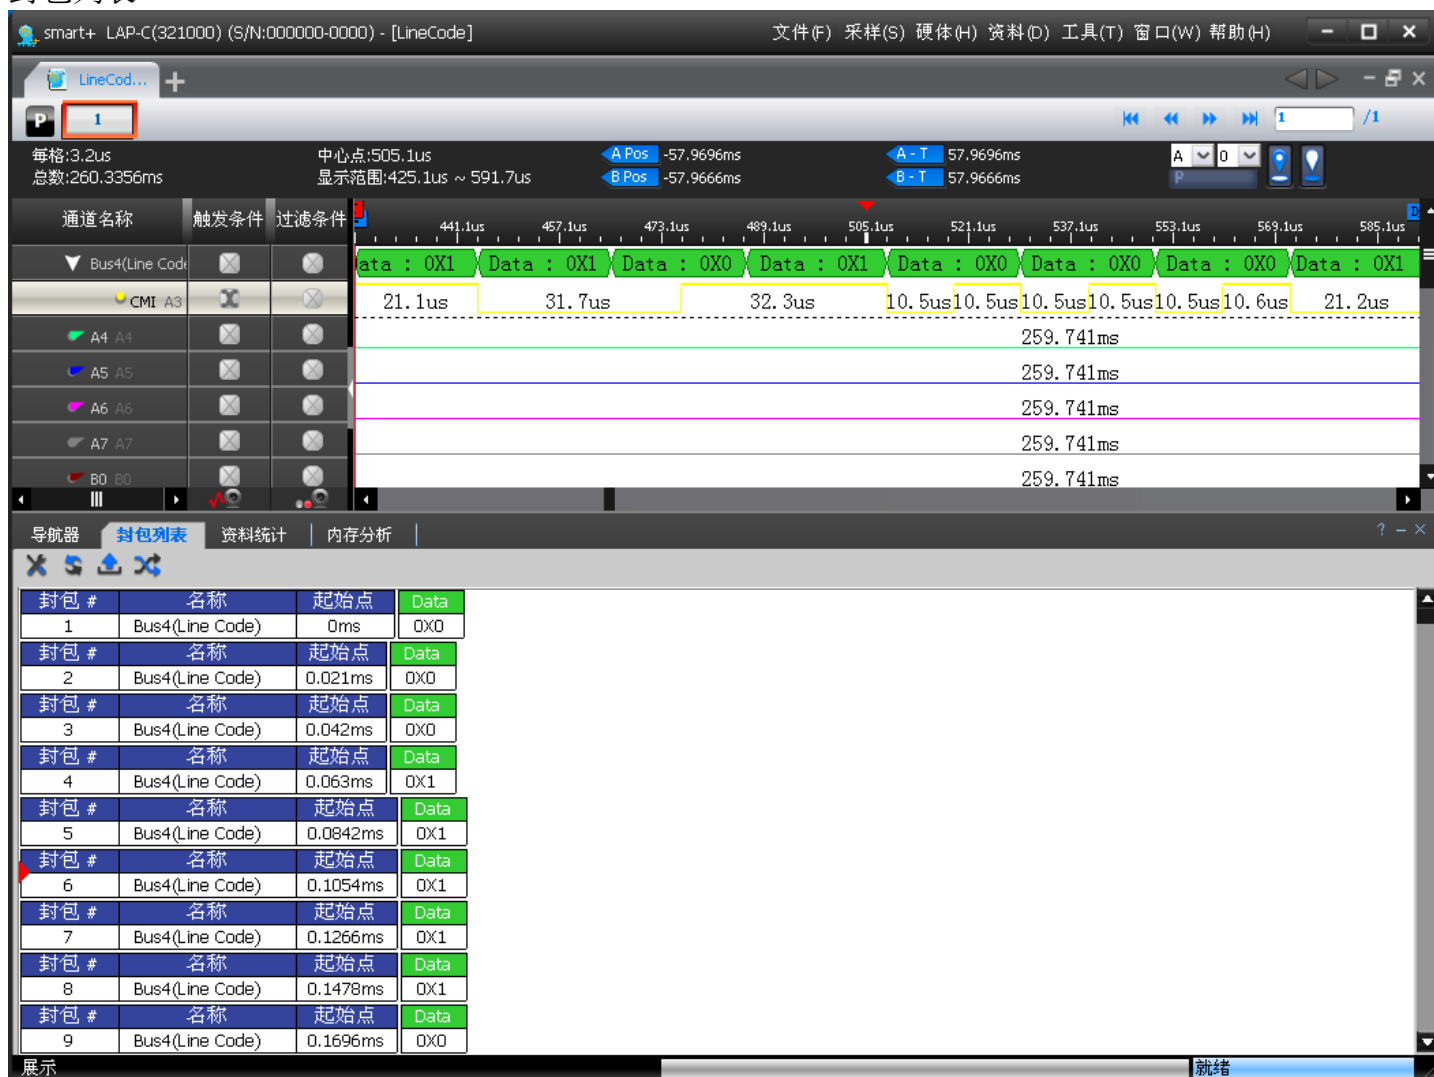 smart+ LAP-C(321000) (S/N:000000-0000) - [LineCode] 文件(F) 采样(S) 硬体(H) 资料(D) 工具(T) 窗口(W) 帮助(H)
LineCod...
P 1 1 /1
每格:3.2us 中心点:505.1us A Pos -57.9696ms A - T 57.9696ms A 0
总数:260.3356ms 显示范围:425.1us ~ 591.7us B Pos -57.9666ms B - T 57.9666ms P
通道名称 触发条件 过滤条件 441.1us 457.1us 473.1us 489.1us 505.1us 521.1us 537.1us 553.1us 569.1us 585.1us
Bus4(Line Code ata : 0X1 Data : 0X1 Data : 0X0 Data : 0X1 Data : 0X0 Data : 0X0 Data : 0X0 Data : 0X1
CMI A3 21.1us 31.7us 32.3us 10.5us 10.5us 10.5us 10.5us 10.5us 10.6us 21.2us
A4 A4 259.741ms
A5 A5 259.741ms
A6 A6 259.741ms
A7 A7 259.741ms
B0 B0 259.741ms
导航器 封包列表 资料统计 内存分析
封包 # 名称 起始点 Data
1 Bus4(Line Code) 0ms 0X0
封包 # 名称 起始点 Data
2 Bus4(Line Code) 0.021ms 0X0
封包 # 名称 起始点 Data
3 Bus4(Line Code) 0.042ms 0X0
封包 # 名称 起始点 Data
4 Bus4(Line Code) 0.063ms 0X1
封包 # 名称 起始点 Data
5 Bus4(Line Code) 0.0842ms 0X1
封包 # 名称 起始点 Data
6 Bus4(Line Code) 0.1054ms 0X1
封包 # 名称 起始点 Data
7 Bus4(Line Code) 0.1266ms 0X1
封包 # 名称 起始点 Data
8 Bus4(Line Code) 0.1478ms 0X1
封包 # 名称 起始点 Data
9 Bus4(Line Code) 0.1696ms 0X0
展示 就绪